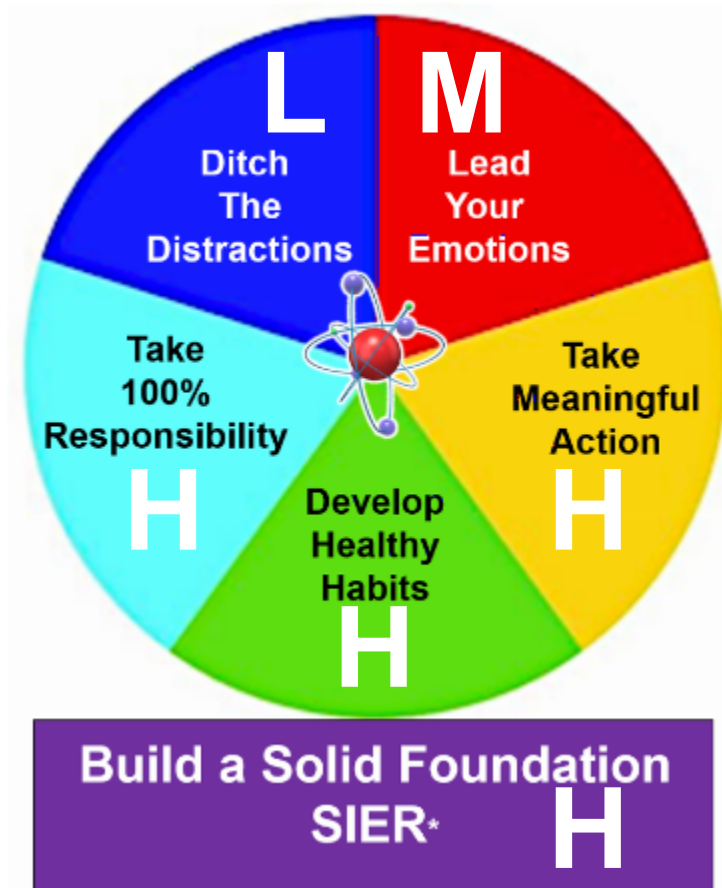 L
Ditch
The
Distractions
M
Lead
Your
Emotions
Take
100%
Responsibility
H
Take
Meaningful
Action
H
Develop
Healthy
Habits
H
Build a Solid Foundation
SIER*
H